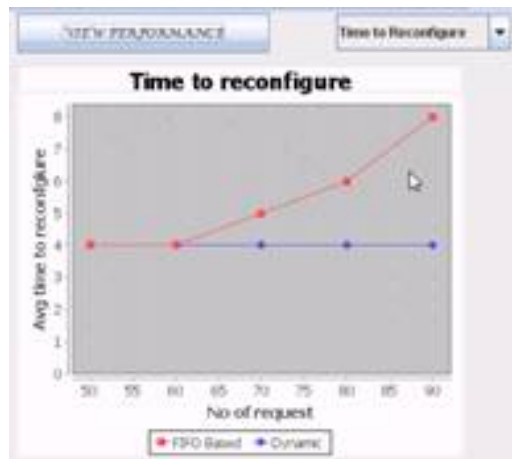 VIEW PERFORMANCE
Time to Reconfigure
Time to reconfigure
Avg time to reconfigiure
8
7
6
5
4
3
2
1
0
50 55 60 65 70 75 80 85 90
No of request
FIFO Based Dynamic